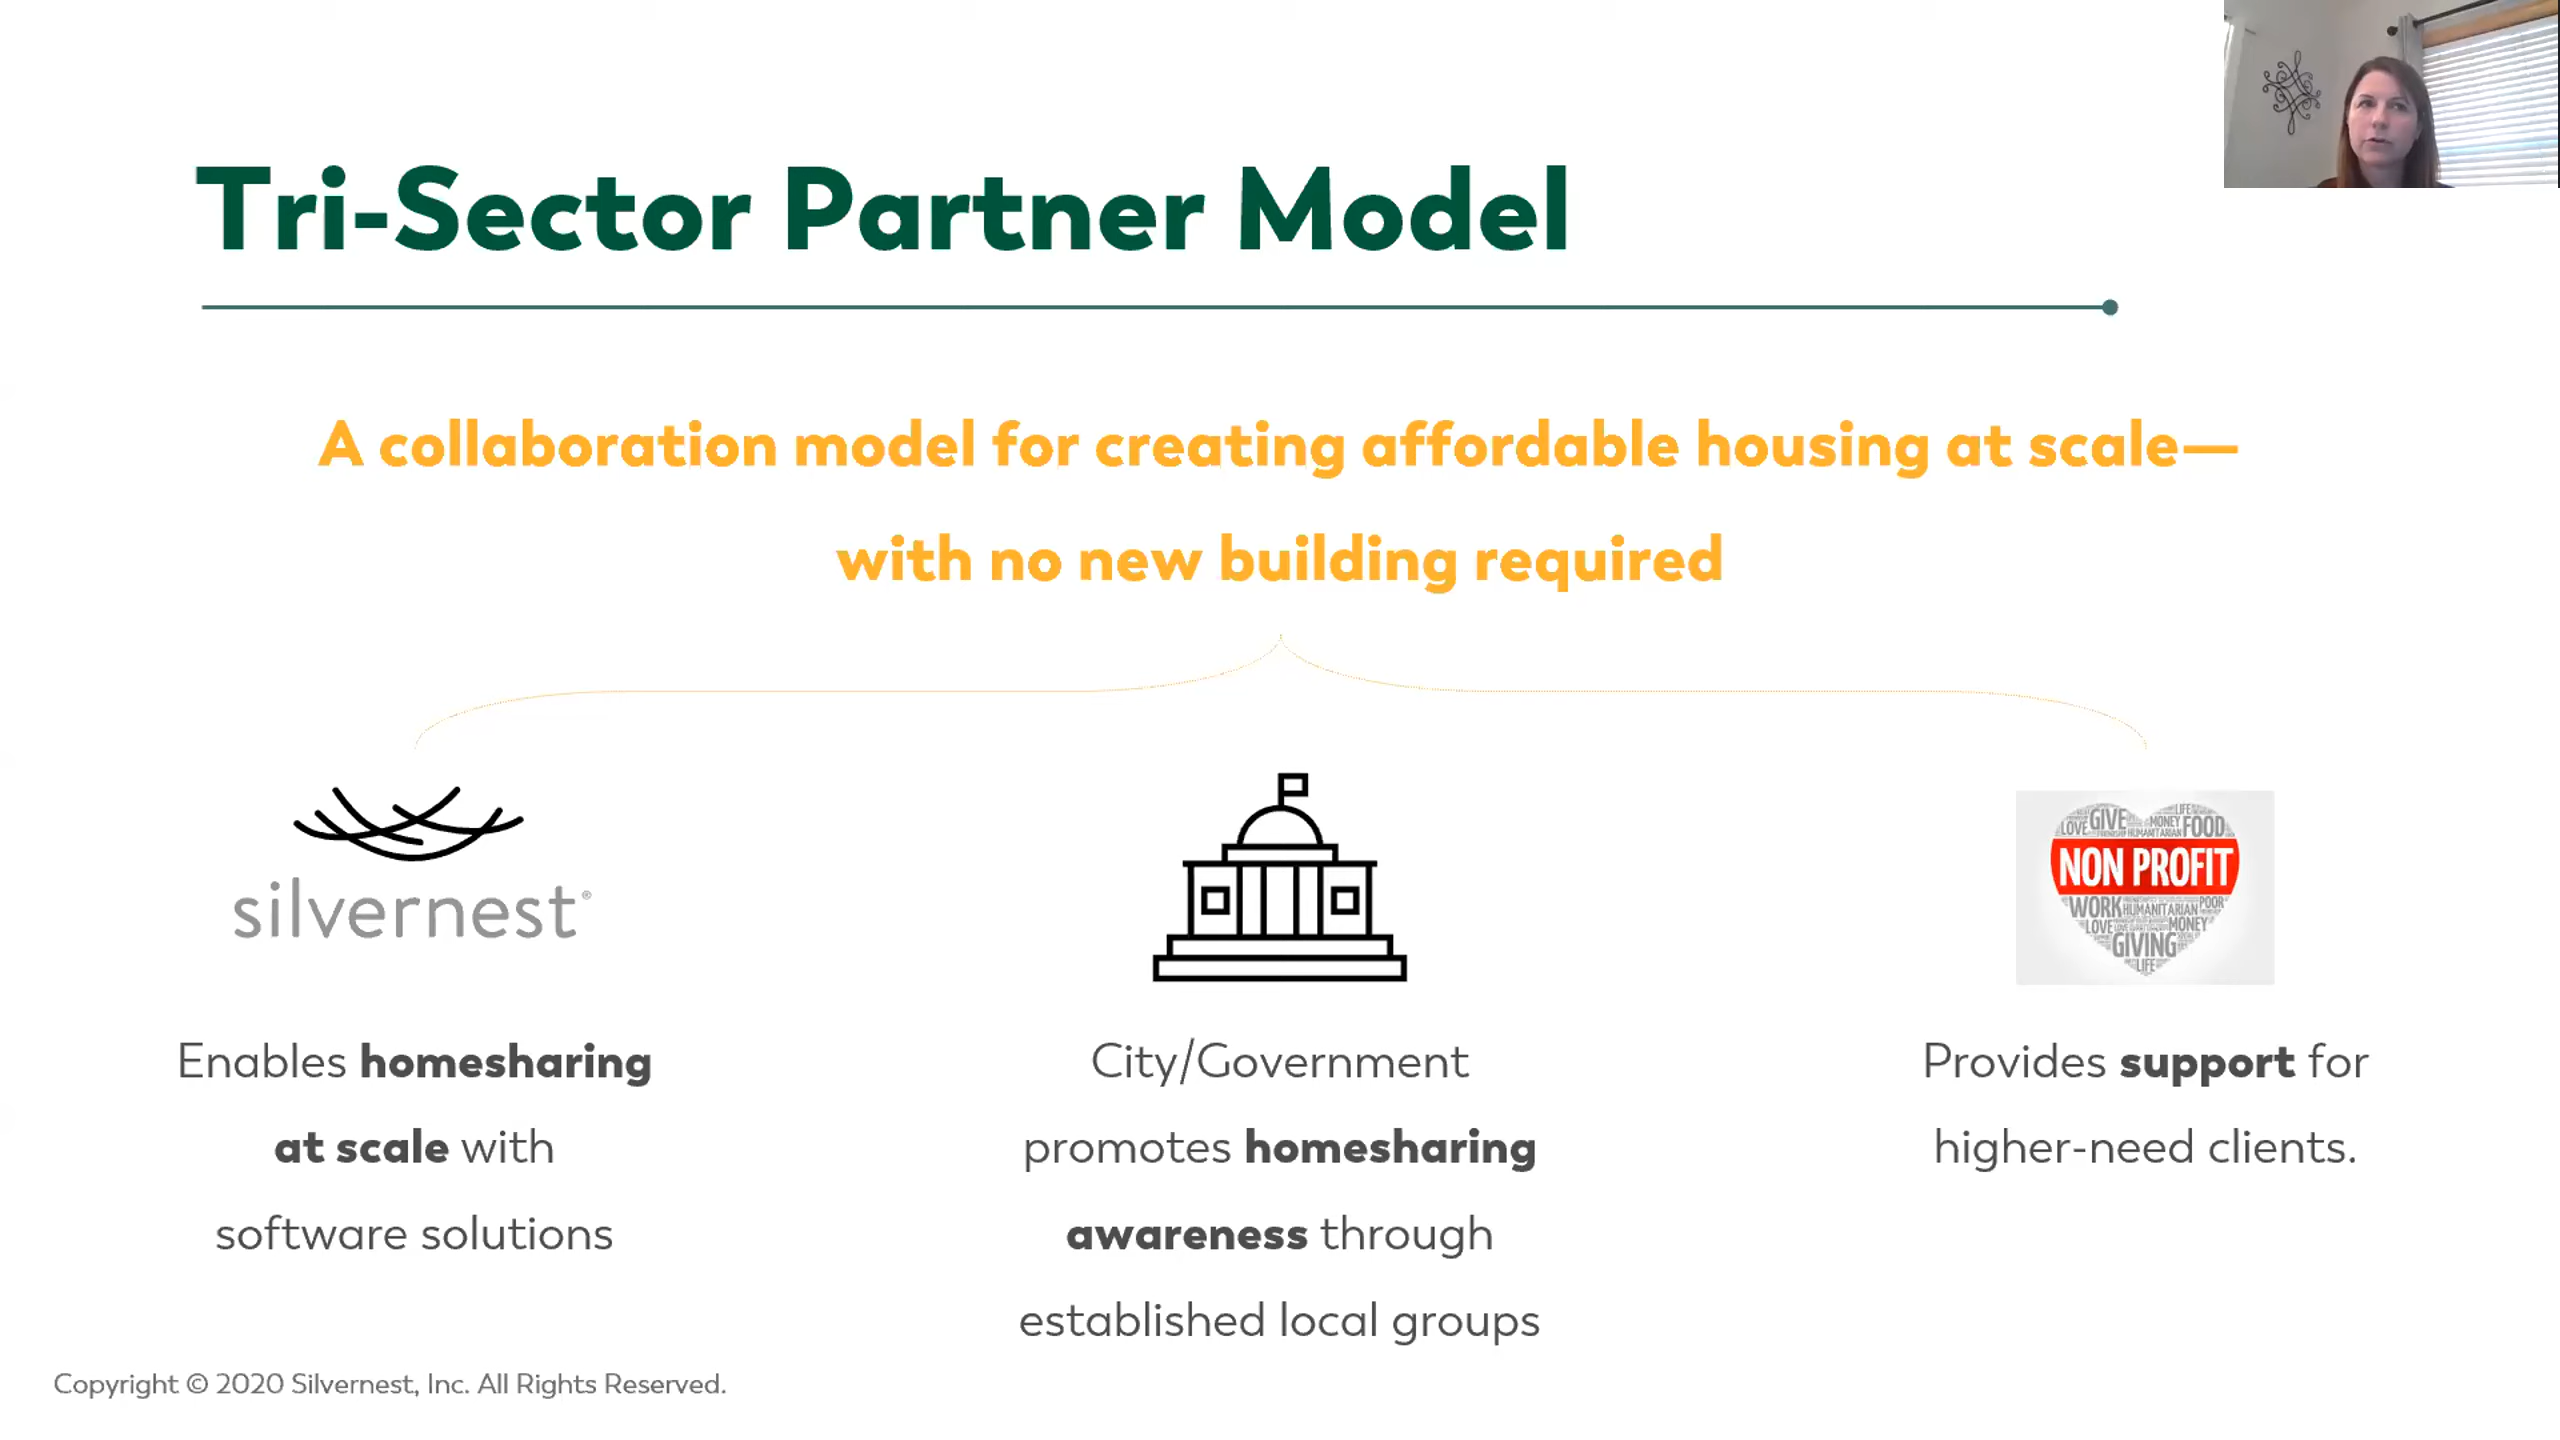 Tri-Sector Partner Model
A collaboration model for creating affordable housing at scale—
with no new building required
silvernest®
Enables homesharing
at scale with
software solutions
City/Government
promotes homesharing
awareness through
established local groups
LIFE
GIVE MONEY FOOD
LOVE HUMANITARIAN
NON PROFIT
WORK HUMANITARIAN POOR
LOVE MONEY
GIVING
LIFE
Provides support for
higher-need clients.
Copyright © 2020 Silvernest, Inc. All Rights Reserved.